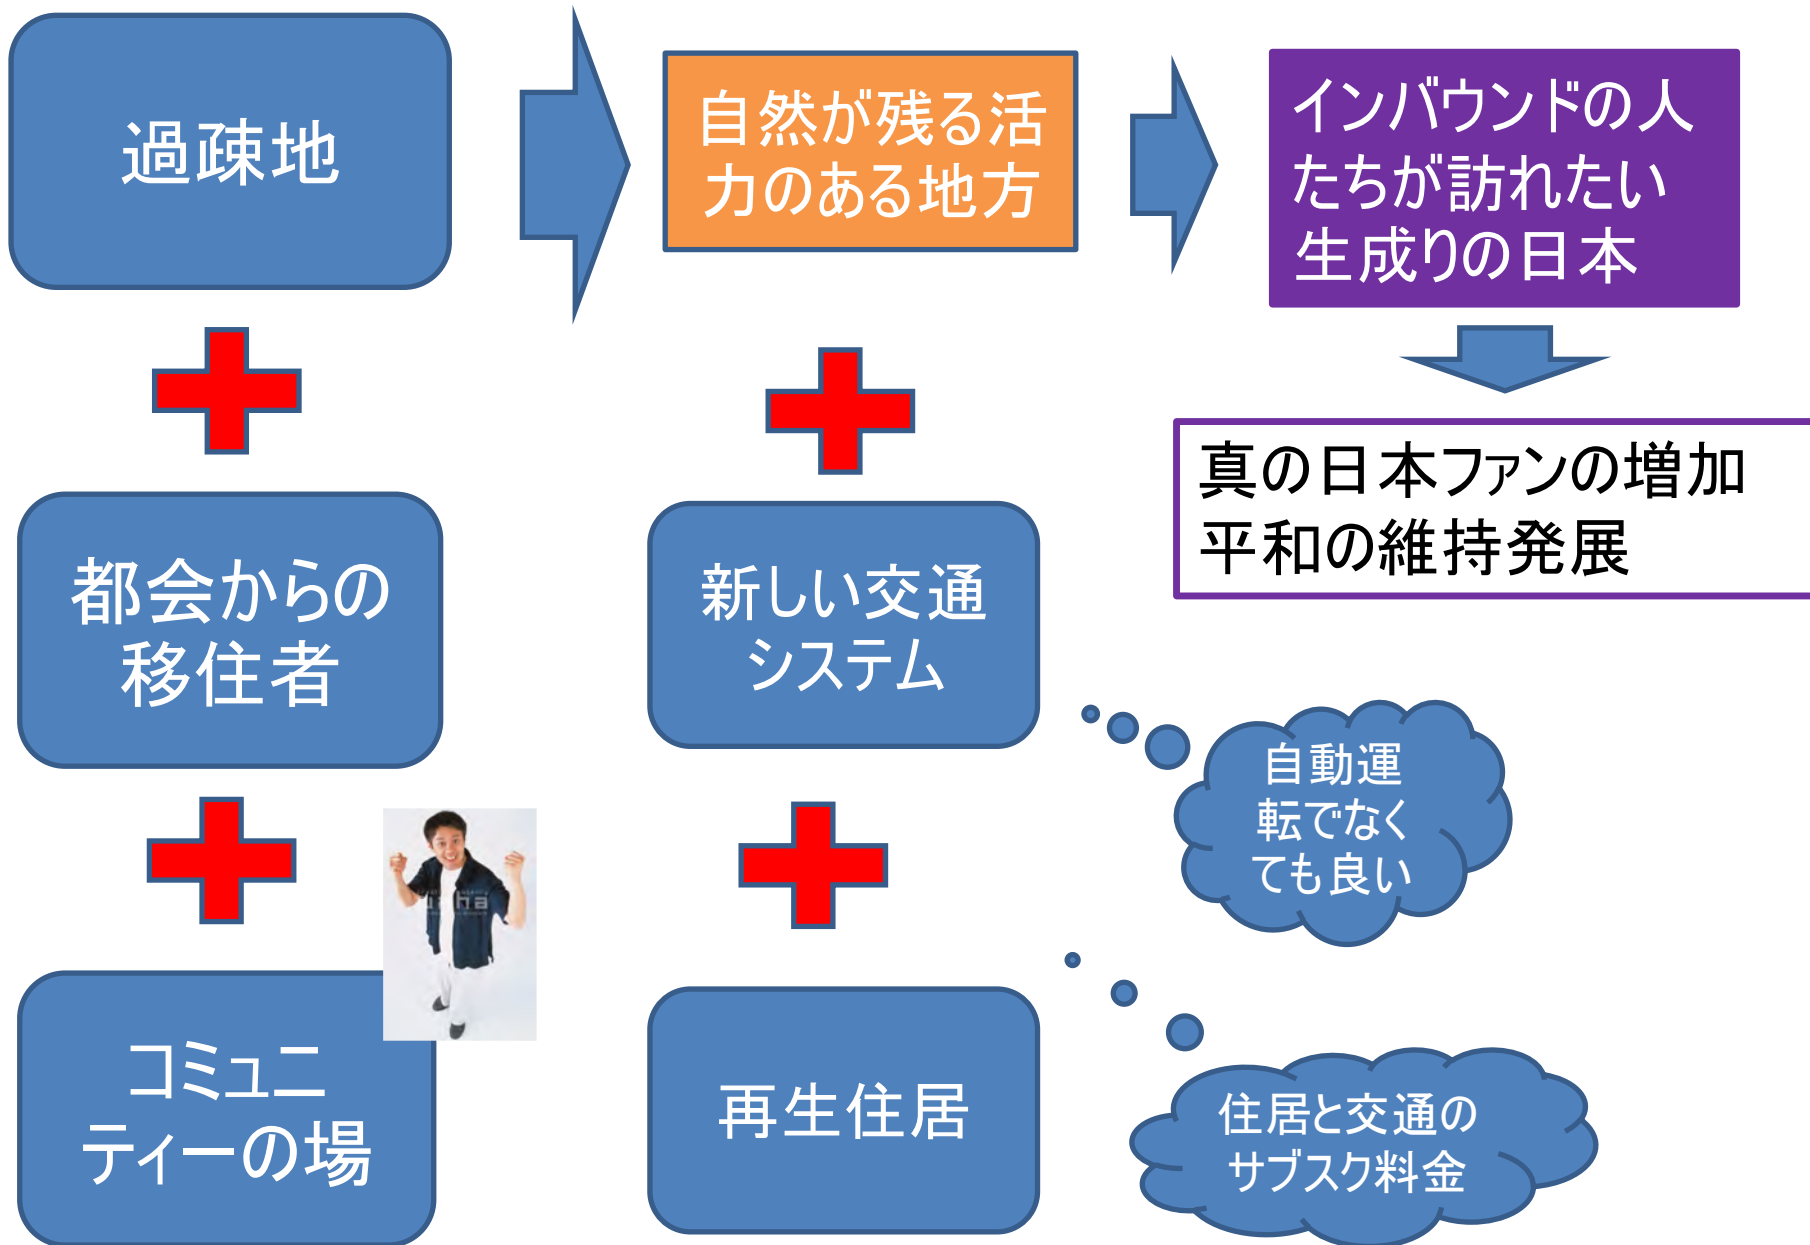 過疎地
自然が残る活
力のある地方
インバウンドの人
たちが訪れたい
生成りの日本
真の日本ファンの増加
平和の維持発展
都会からの
移住者
新しい交通
システム
自動運
転でなく
ても良い
コミュニ
ティーの場
再生住居
住居と交通の
サブスク料金